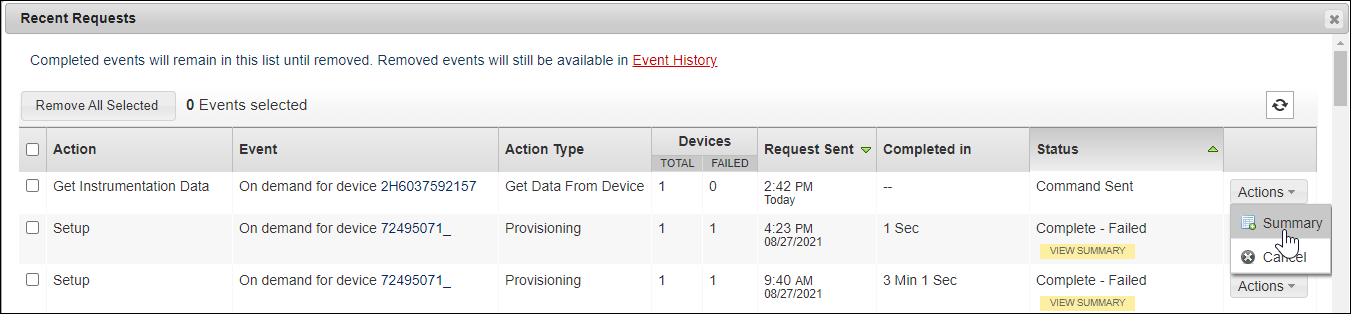 Recent Requests
Completed events will remain in this list until removed. Removed events will still be available in Event History
Remove All Selected 0 Events selected
Action Event Action Type Devices TOTAL FAILED Request Sent Completed in Status
Get Instrumentation Data On demand for device 2H6037592157 Get Data From Device 1 0 2:42 PM -- Command Sent Actions
Today
Summary
Setup On demand for device 72495071_ Provisioning 1 1 4:23 PM 1 Sec Complete - Failed
08/27/2021 VIEW SUMMARY
Cancel
Setup On demand for device 72495071_ Provisioning 1 1 9:40 AM 3 Min 1 Sec Complete - Failed Actions
08/27/2021 VIEW SUMMARY